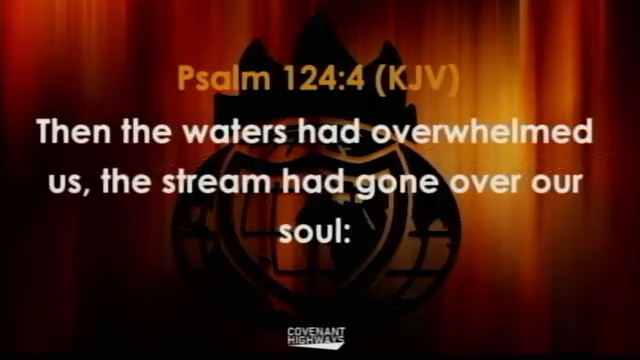 Psalm 124:4 (KJV)
Then the waters had overwhelmed
us, the stream had gone over our
soul:
COVENANT
HIGHWAYS